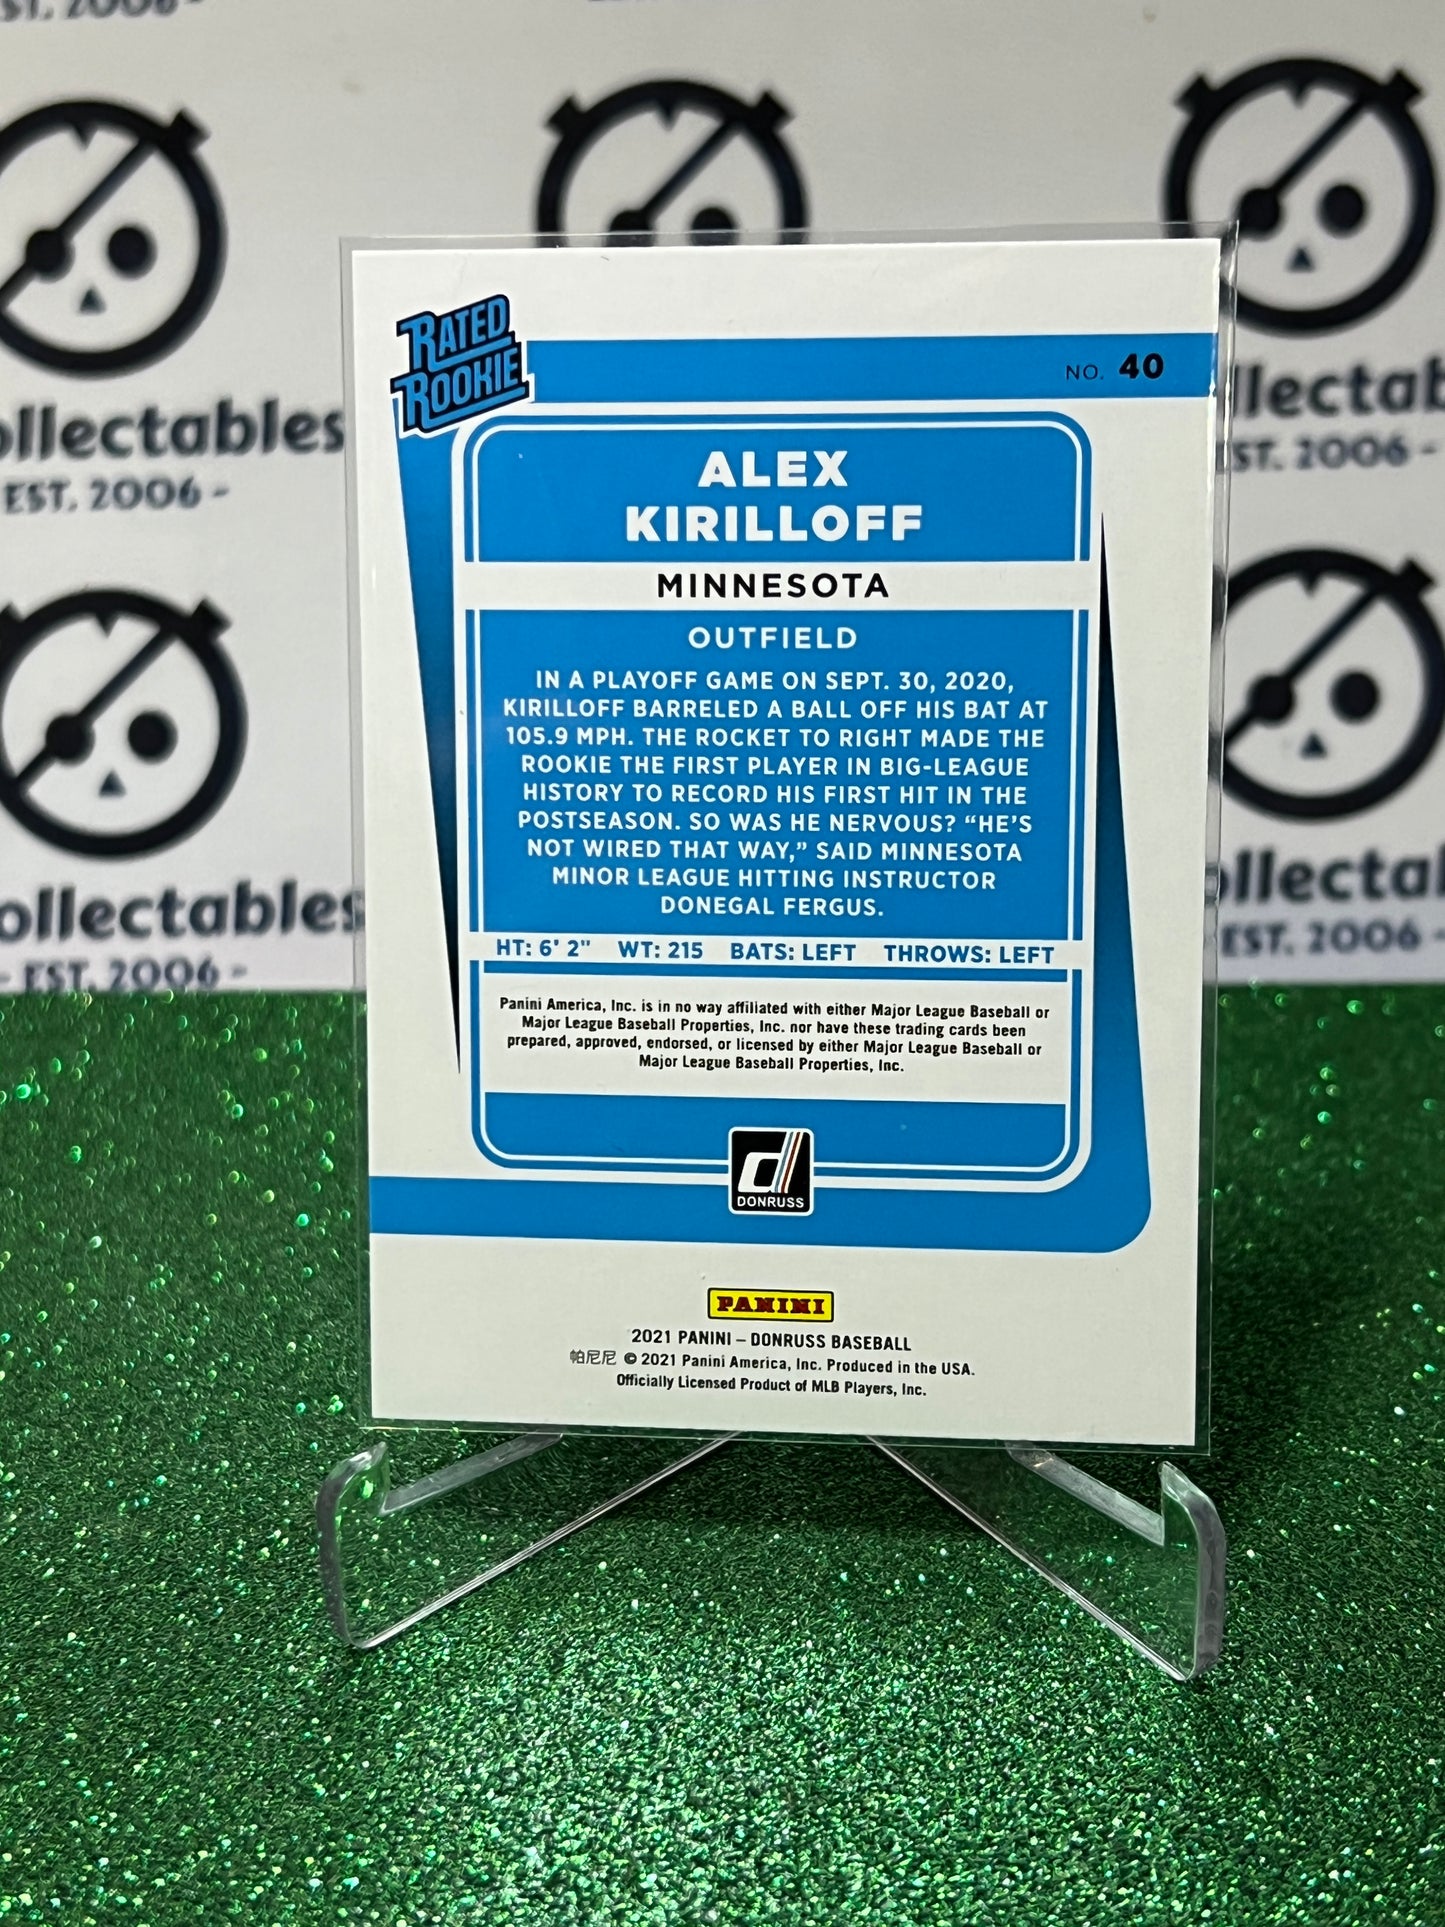 ST. 2006 -
ollectables
EST. 2006 -
ollectables
- EST. 2006 -
llectab
ST. 2006 -
ollectal
EST. 2006 -
RATED
ROOKIE
NO. 40
ALEX
KIRILLOFF
MINNESOTA
OUTFIELD
IN A PLAYOFF GAME ON SEPT. 30, 2020,
KIRILLOFF BARRELED A BALL OFF HIS BAT AT
105.9 MPH. THE ROCKET TO RIGHT MADE THE
ROOKIE THE FIRST PLAYER IN BIG-LEAGUE
HISTORY TO RECORD HIS FIRST HIT IN THE
POSTSEASON. SO WAS HE NERVOUS? “HE’S
NOT WIRED THAT WAY,” SAID MINNESOTA
MINOR LEAGUE HITTING INSTRUCTOR
DONEGAL FERGUS.
HT: 6' 2" WT: 215 BATS: LEFT THROWS: LEFT
Panini America, Inc. is in no way affiliated with either Major League Baseball or
Major League Baseball Properties, Inc. nor have these trading cards been
prepared, approved, endorsed, or licensed by either Major League Baseball or
Major League Baseball Properties, Inc.
d
DONRUSS
PANINI
2021 PANINI – DONRUSS BASEBALL
帕尼尼 © 2021 Panini America, Inc. Produced in the USA.
Officially Licensed Product of MLB Players, Inc.